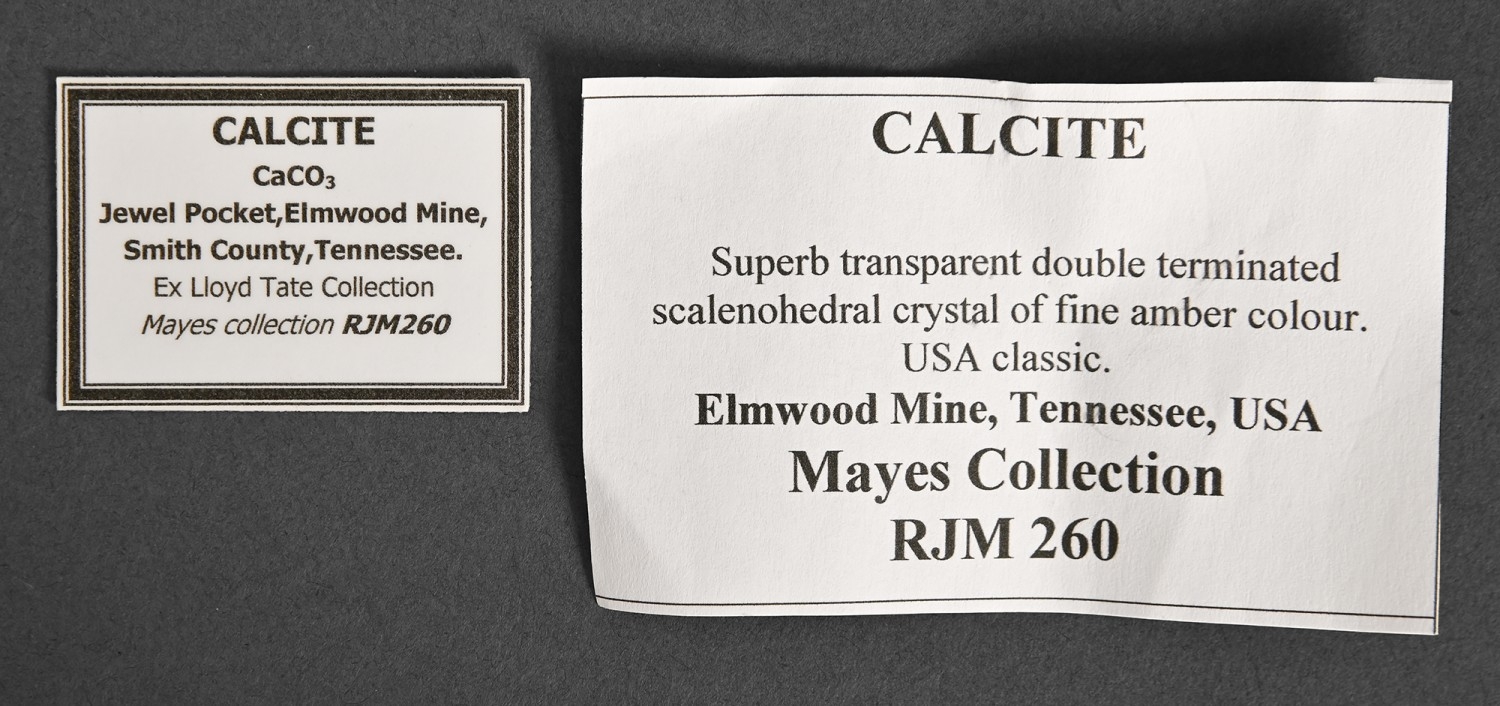 CALCITE
CaCO₃
Jewel Pocket,Elmwood Mine,
Smith County,Tennessee.
Ex Lloyd Tate Collection
Mayes collection RJM260
CALCITE
Superb transparent double terminated
scalenohedral crystal of fine amber colour.
USA classic.
Elmwood Mine, Tennessee, USA
Mayes Collection
RJM 260